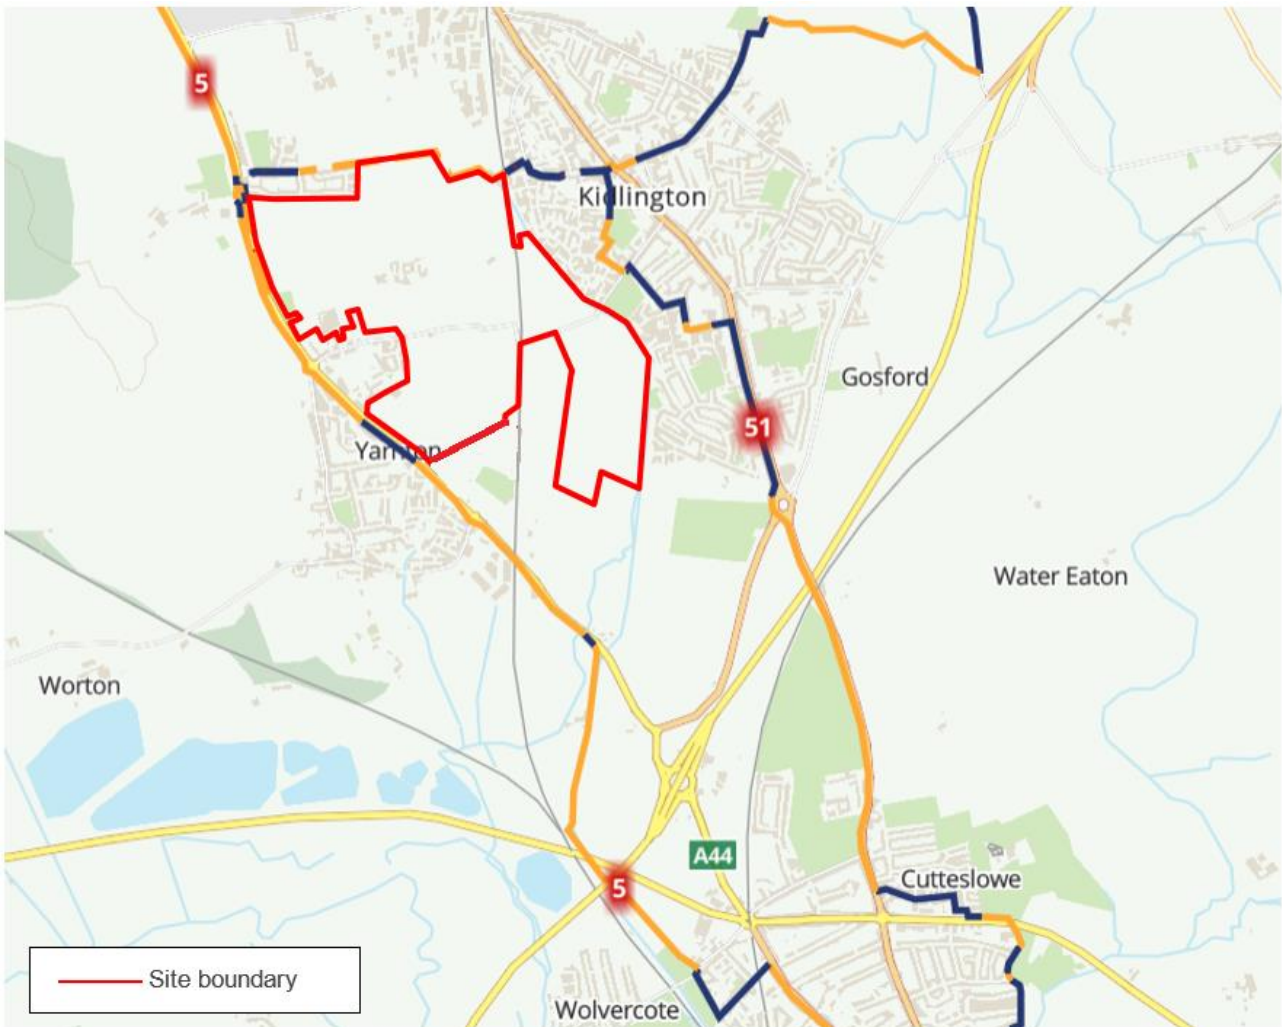 5
Kidlington
Gosford
51
Yarnton
Water Eaton
Worton
A44
Cutteslowe
5
Site boundary
Wolvercote